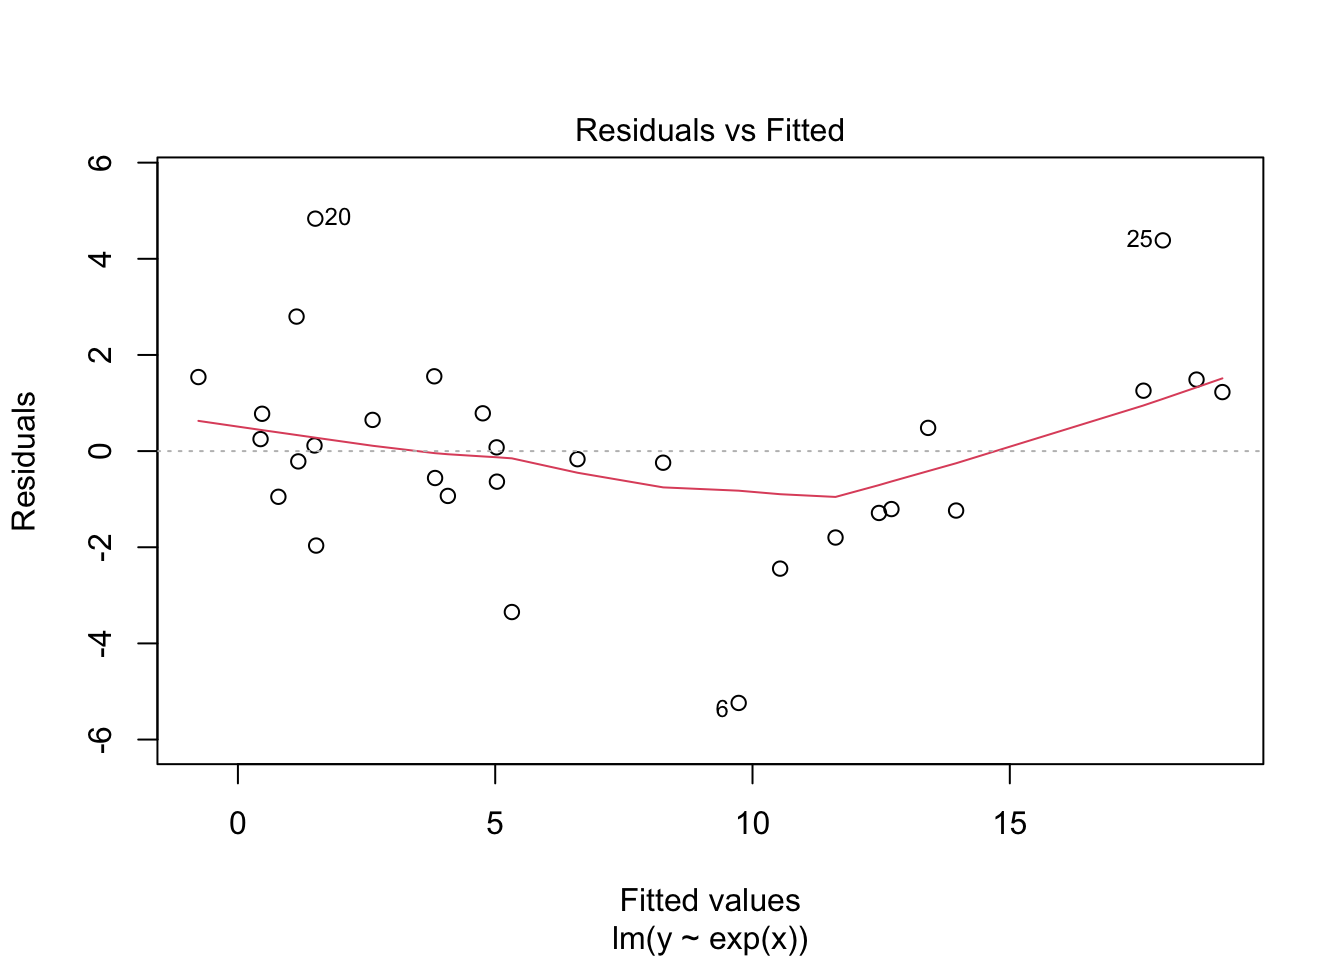 Residuals vs Fitted
6
4
2
0
-2
-4
-6
Residuals
20
25
6
0 5 10 15
Fitted values
lm(y ~ exp(x))